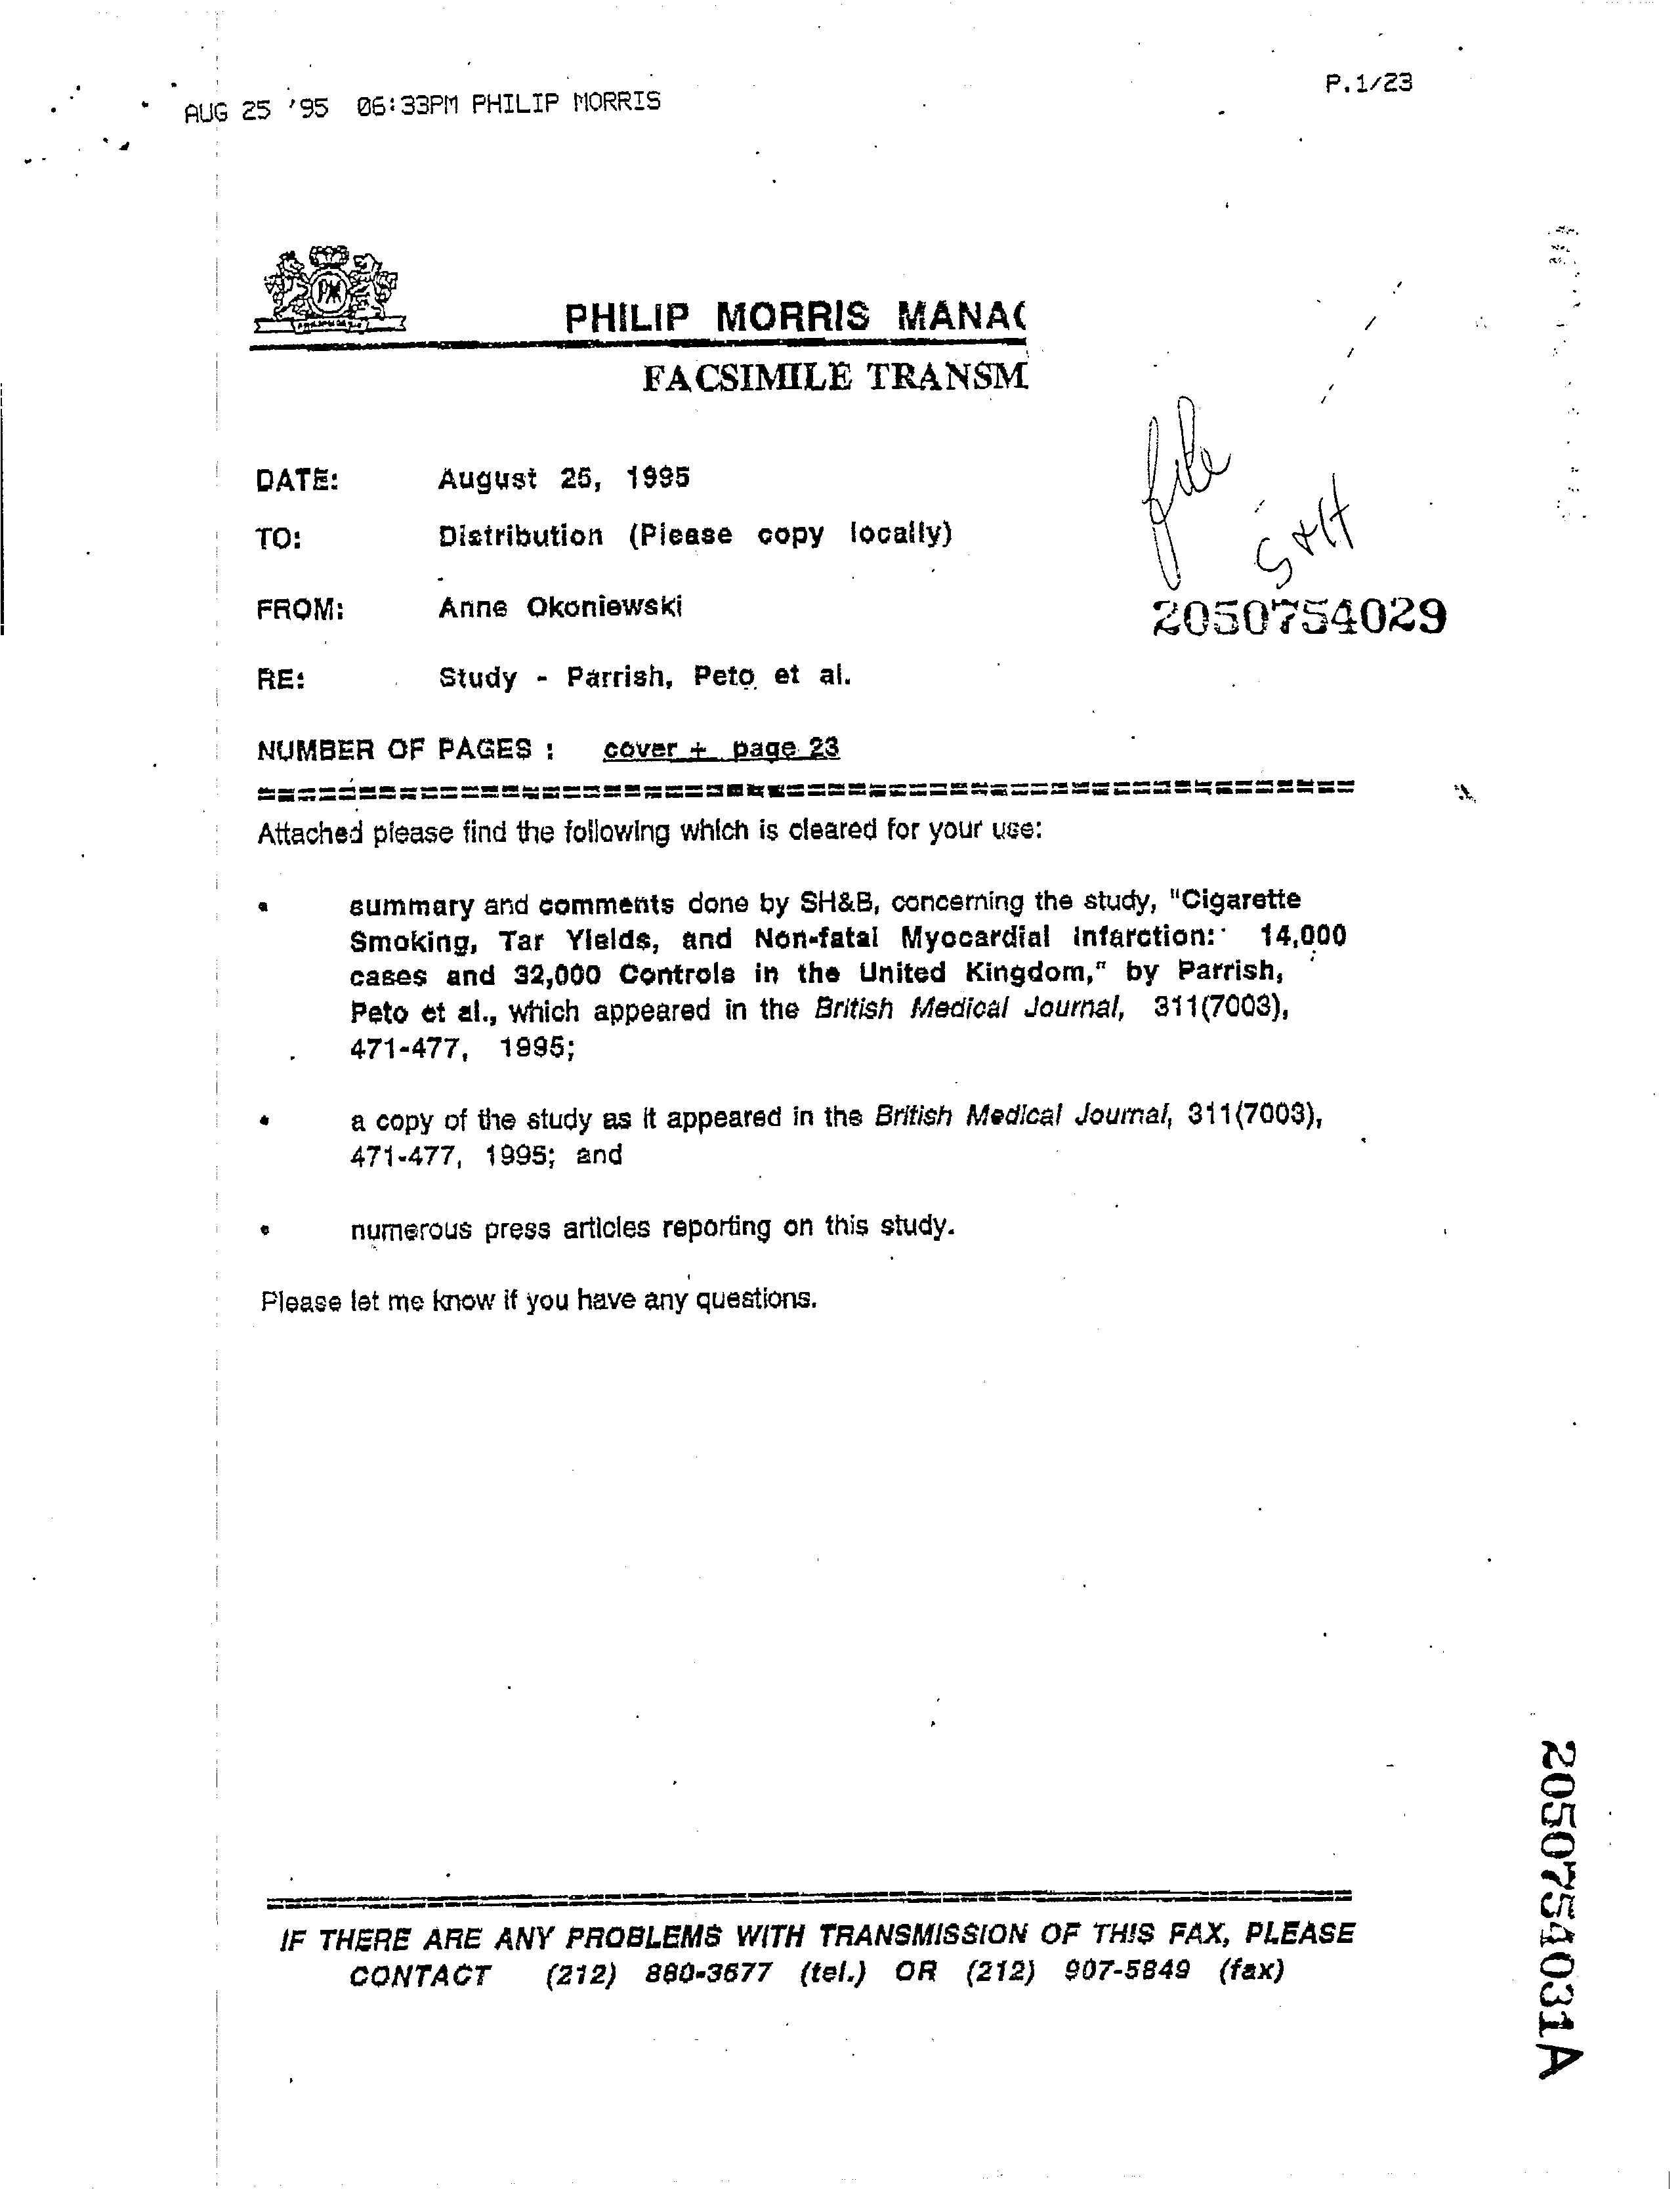 P.1/23
AUG 25 '95 06:33PM PHILIP MORRIS
PM
PHILIP MORRIS MANA
FACSIMILE TRANSM
DATE: August 25, 1995
TO: Distribution (Please copy locally)
FROM: Anne Okoniewski
RE: Study - Parrish, Peto et al.
file
S&H
2050754029
NUMBER OF PAGES : cover + page 23
Attached please find the following which is cleared for your use:
• summary and comments done by SH&B, concerning the study, "Cigarette
Smoking, Tar Yields, and Non-fatal Myocardial Infarction: 14,000
cases and 32,000 Controls in the United Kingdom," by Parrish,
Peto et al., which appeared in the British Medical Journal, 311(7003),
471-477, 1995;
• a copy of the study as it appeared in the British Medical Journal, 311(7003),
471-477, 1995; and
• numerous press articles reporting on this study.
Please let me know if you have any questions.
IF THERE ARE ANY PROBLEMS WITH TRANSMISSION OF THIS FAX, PLEASE
CONTACT (212) 880-3677 (tel.) OR (212) 907-5849 (fax)
2050754031A